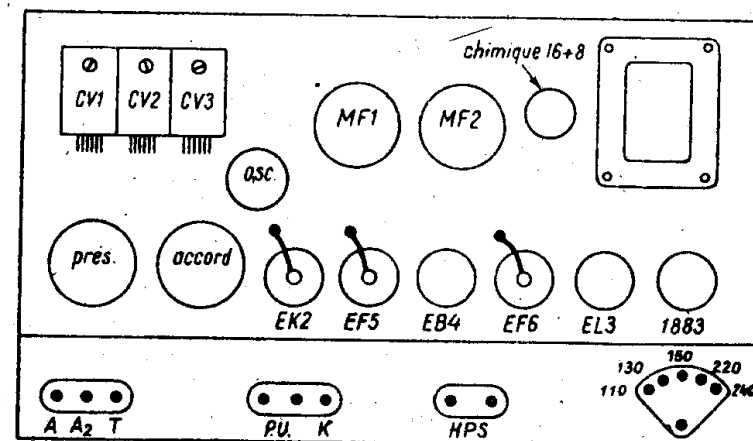 chimique 16+8
CV1 CV2 CV3
MF1 MF2
osc.
prés. accord
EK2 EF5 EB4 EF6 EL3 1883
130 150 220
110 240
A A2 T P.U. K HPS